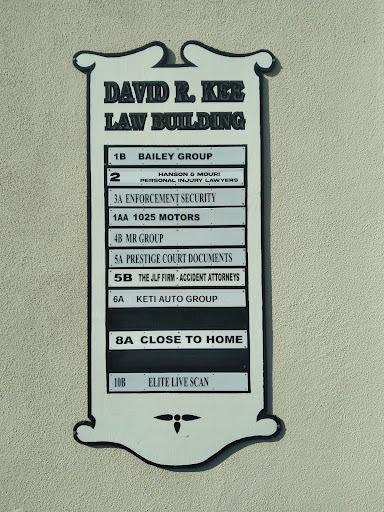 DAVID R. KEE
LAW BUILDING
1B BAILEY GROUP
2 HANSON & MOURI
PERSONAL INJURY LAWYERS
3A ENFORCEMENT SECURITY
1AA 1025 MOTORS
4B MR GROUP
5A PRESTIGE COURT DOCUMENTS
5B THE JLF FIRM - ACCIDENT ATTORNEYS
6A KETI AUTO GROUP
8A CLOSE TO HOME
10B ELITE LIVE SCAN